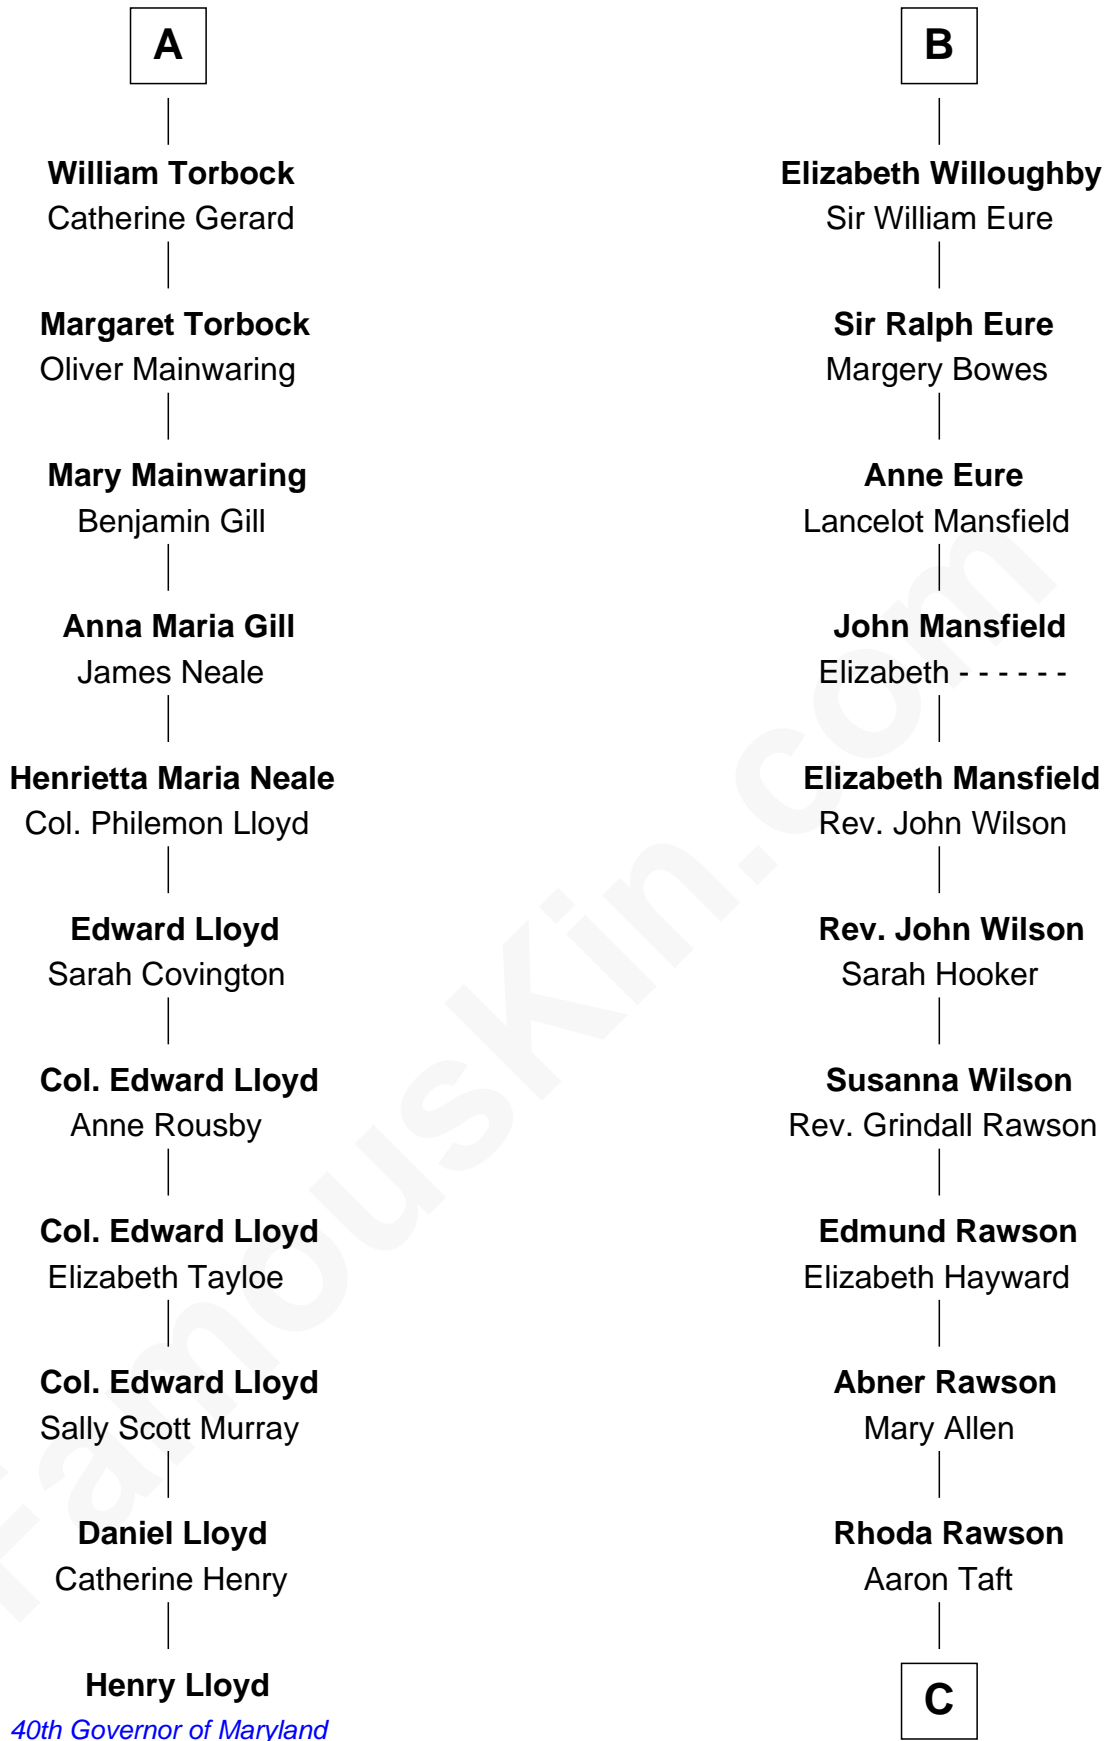 A
William Torbock
Catherine Gerard
Margaret Torbock
Oliver Mainwaring
Mary Mainwaring
Benjamin Gill
Anna Maria Gill
James Neale
Henrietta Maria Neale
Col. Philemon Lloyd
Edward Lloyd
Sarah Covington
Col. Edward Lloyd
Anne Rousby
Col. Edward Lloyd
Elizabeth Tayloe
Col. Edward Lloyd
Sally Scott Murray
Daniel Lloyd
Catherine Henry
Henry Lloyd
40th Governor of Maryland
B
Elizabeth Willoughby
Sir William Eure
Sir Ralph Eure
Margery Bowes
Anne Eure
Lancelot Mansfield
John Mansfield
Elizabeth - - - - - -
Elizabeth Mansfield
Rev. John Wilson
Rev. John Wilson
Sarah Hooker
Susanna Wilson
Rev. Grindall Rawson
Edmund Rawson
Elizabeth Hayward
Abner Rawson
Mary Allen
Rhoda Rawson
Aaron Taft
C
FamousKin.com